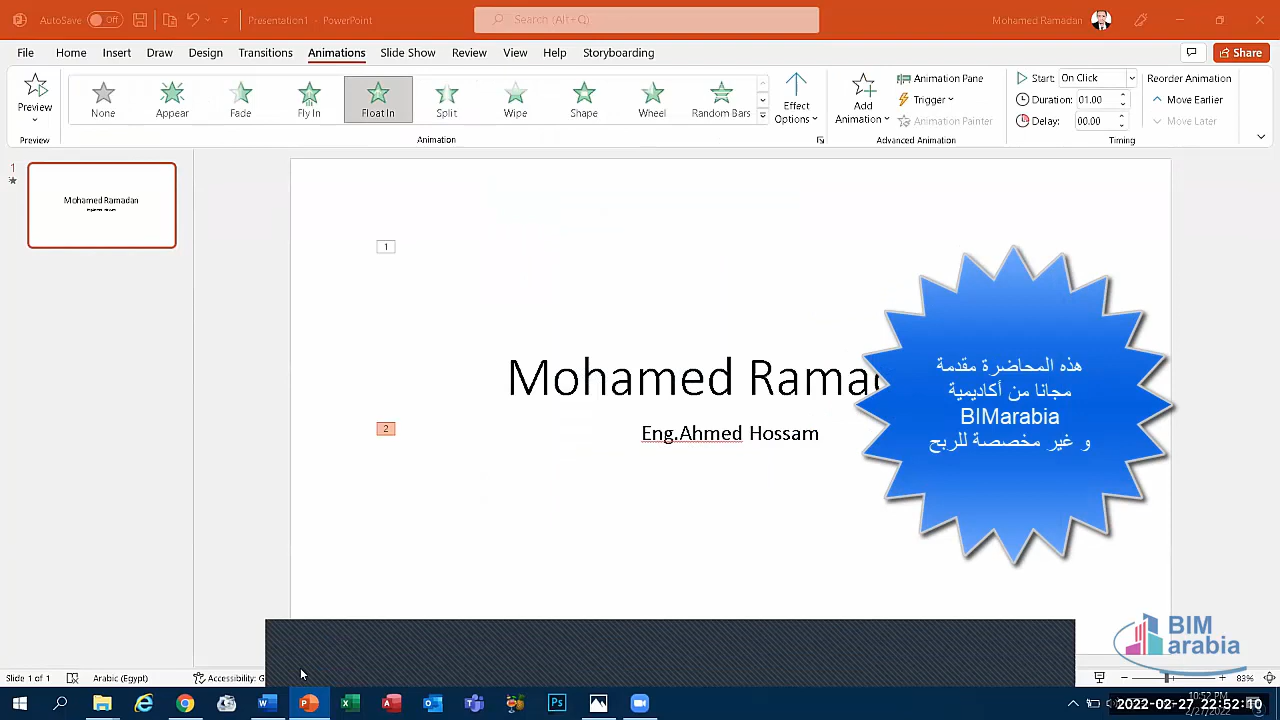 AutoSave Off Presentation1 - PowerPoint Search (Alt+Q) Mohamed Ramadan
File Home Insert Draw Design Transitions Animations Slide Show Review View Help Storyboarding Share
Preview None Appear Fade Fly In Float In Split Wipe Shape Wheel Random Bars Effect Options Add Animation Animation Pane Trigger Animation Painter Start: On Click Duration: 01.00 Delay: 00.00 Reorder Animation Move Earlier Move Later
Preview Animation Advanced Animation Timing
1
Mohamed Ramadan
1
Mohamed Rama
2
Eng.Ahmed Hossam
هذه المحاضرة مقدمة
مجانا من أكاديمية
BIMarabia
و غير مخصصة للربح
BIM
arabia
Slide 1 of 1 Arabic (Egypt) Accessibility: G 83%
10:52 PM
2022-02-27 22:52:10